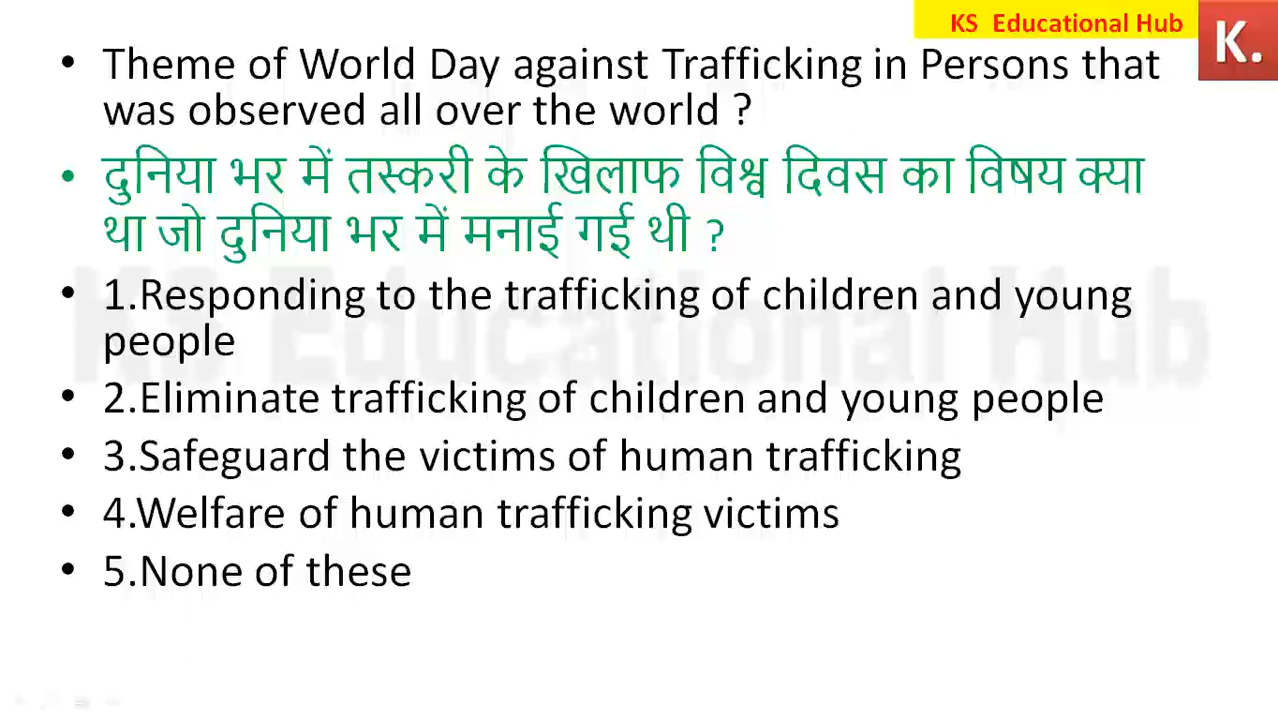 KS Educational Hub
K.
• Theme of World Day against Trafficking in Persons that
was observed all over the world ?
• दुनिया भर में तस्करी के खिलाफ विश्व दिवस का विषय क्या
था जो दुनिया भर में मनाई गई थी ?
• 1.Responding to the trafficking of children and young
people
• 2.Eliminate trafficking of children and young people
• 3.Safeguard the victims of human trafficking
• 4.Welfare of human trafficking victims
• 5.None of these
KS Educational Hub